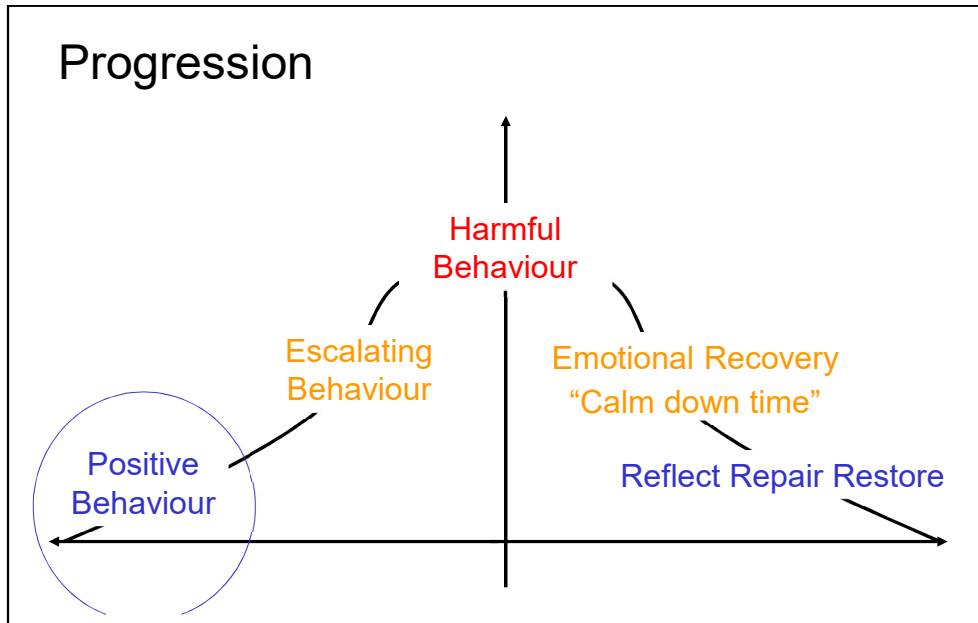 Progression
Harmful
Behaviour
Escalating
Behaviour
Emotional Recovery
“Calm down time”
Positive
Behaviour
Reflect Repair Restore